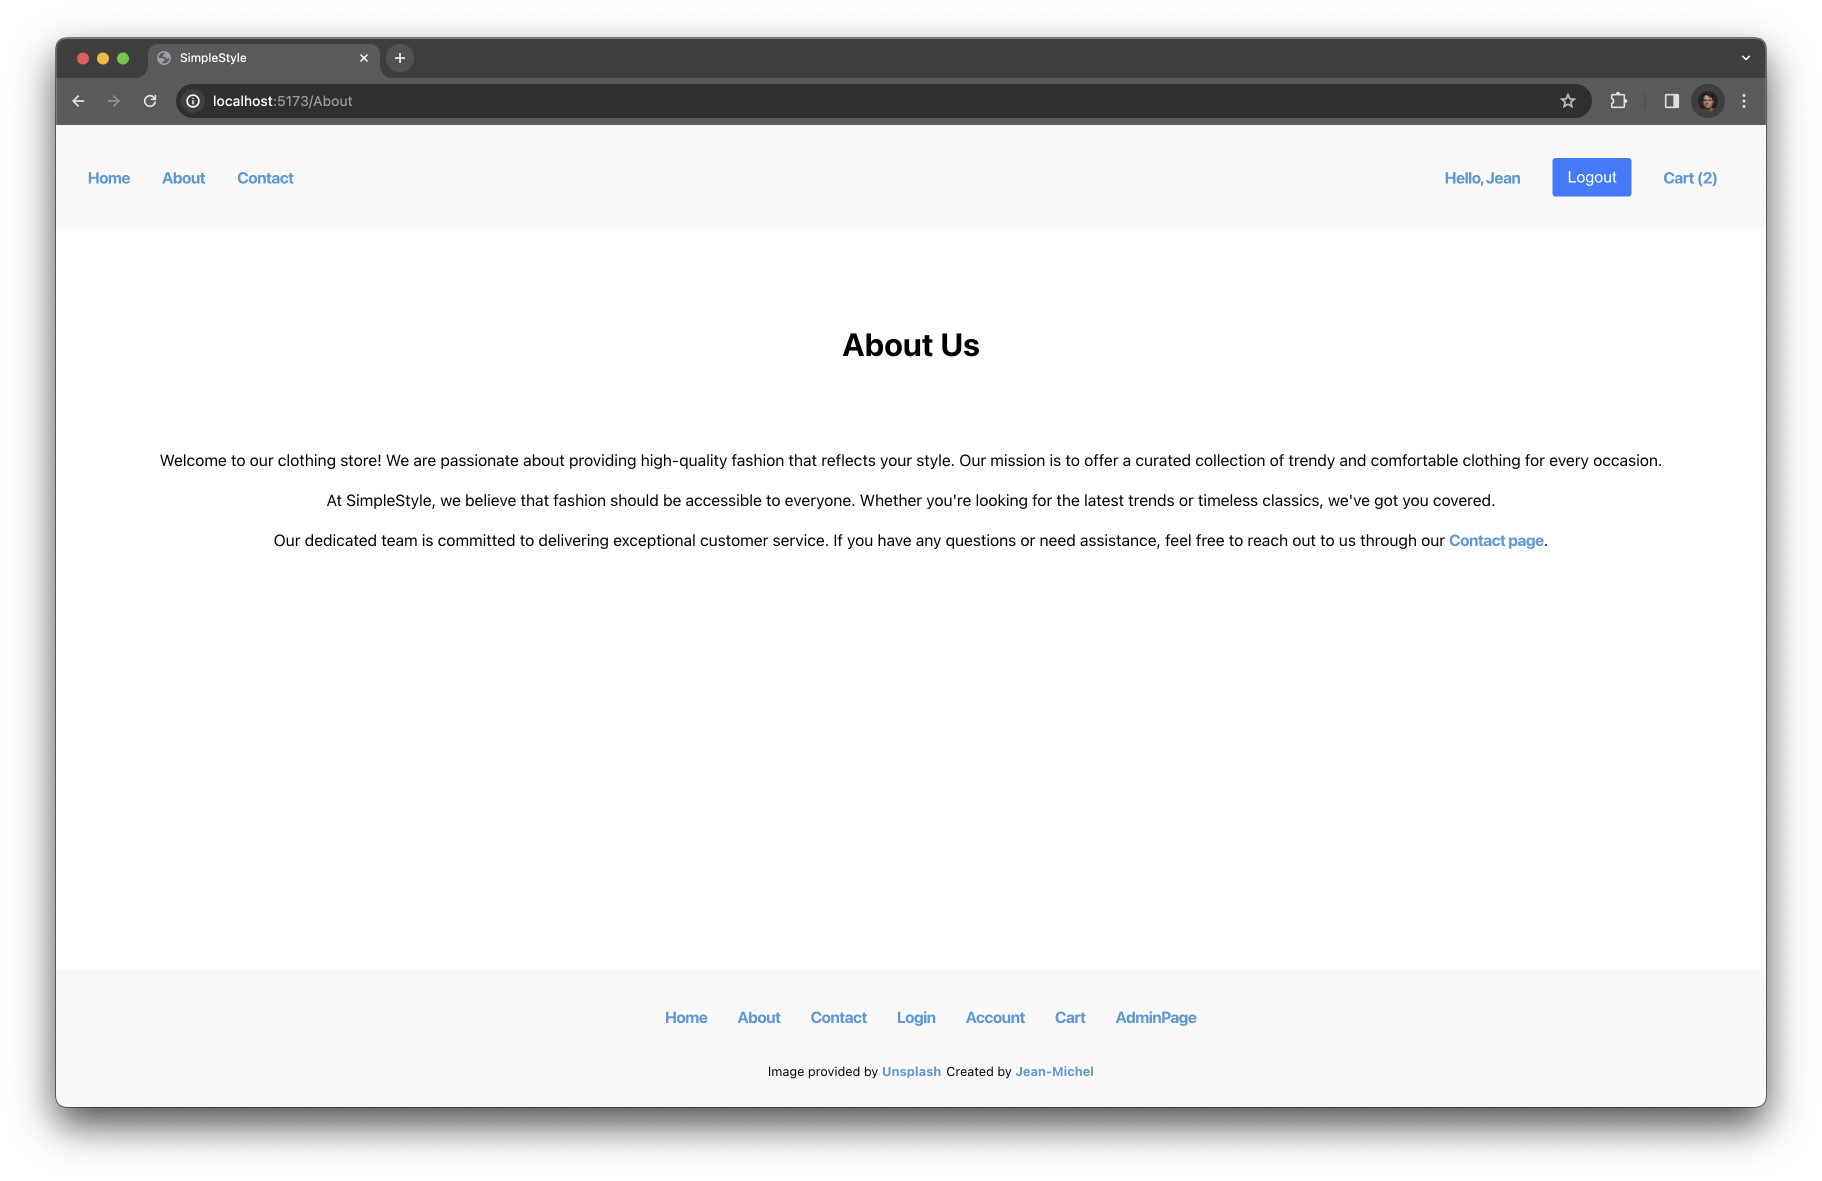 SimpleStyle
localhost:5173/About
Home About Contact Hello, Jean Logout Cart (2)
About Us
Welcome to our clothing store! We are passionate about providing high-quality fashion that reflects your style. Our mission is to offer a curated collection of trendy and comfortable clothing for every occasion.
At SimpleStyle, we believe that fashion should be accessible to everyone. Whether you're looking for the latest trends or timeless classics, we've got you covered.
Our dedicated team is committed to delivering exceptional customer service. If you have any questions or need assistance, feel free to reach out to us through our Contact page.
Home About Contact Login Account Cart AdminPage
Image provided by Unsplash Created by Jean-Michel